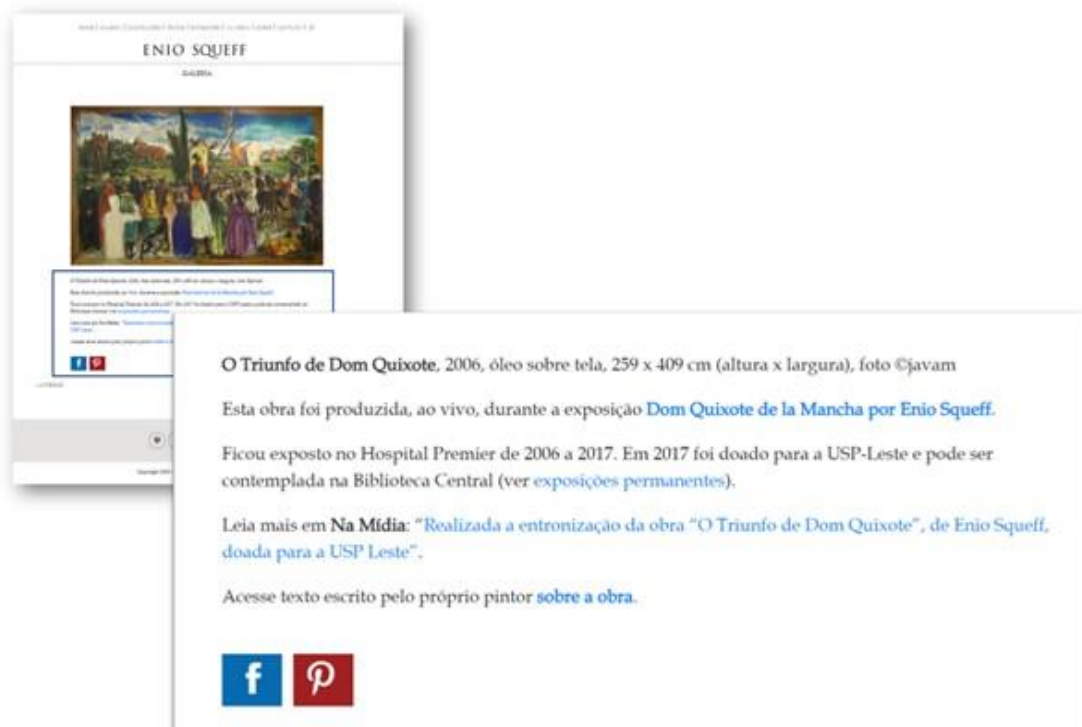 ENIO SQUEFF
GALERIA
O Triunfo de Dom Quixote, 2006, óleo sobre tela, 259 x 409 cm (altura x largura), foto ©javam
Esta obra foi produzida, ao vivo, durante a exposição Dom Quixote de la Mancha por Enio Squeff.
Ficou exposto no Hospital Premier de 2006 a 2017. Em 2017 foi doado para a USP-Leste e pode ser
contemplada na Biblioteca Central (ver exposições permanentes).
Leia mais em Na Mídia: "Realizada a entronização da obra "O Triunfo de Dom Quixote", de Enio Squeff,
doada para a USP Leste".
Acesse texto escrito pelo próprio pintor sobre a obra.